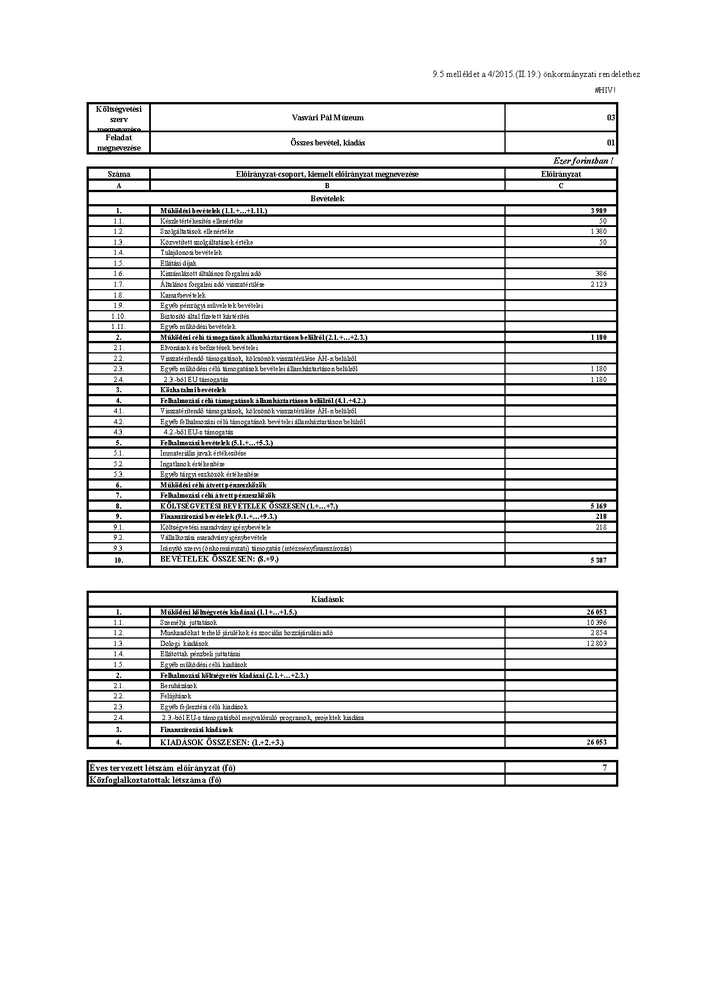 9.5 melléklet a 4/2015.(II.19.) önkormányzati rendelethez
#HIV!
Költségvetési
szerv
megnevezése
Vasvári Pál Múzeum 03
Feladat
megnevezése
Összes bevétel, kiadás 01
Ezer forintban !
Száma Előirányzat-csoport, kiemelt előirányzat megnevezése Előirányzat
A B C
Bevételek
1. Működési bevételek (1.1.+…+1.11.) 3 989
1.1. Készletértékesítés ellenértéke 50
1.2. Szolgáltatások ellenértéke 1 380
1.3. Közvetített szolgáltatások értéke 50
1.4. Tulajdonosi bevételek
1.5. Ellátási díjak
1.6. Kiszámlázott általános forgalmi adó 386
1.7. Általános forgalmi adó visszatérülése 2 123
1.8. Kamatbevételek
1.9. Egyéb pénzügyi műveletek bevételei
1.10. Biztosító által fizetett kártérítés
1.11. Egyéb működési bevételek
2. Működési célú támogatások államháztartáson belülről (2.1.+…+2.3.) 1 180
2.1. Elvonások és befizetések bevételei
2.2. Visszatérítendő támogatások, kölcsönök visszatérülése ÁH-n belülről
2.3. Egyéb működési célú támogatások bevételei államháztartáson belülről 1 180
2.4. 2.3.-ból EU támogatás 1 180
3. Közhatalmi bevételek
4. Felhalmozási célú támogatások államháztartáson belülről (4.1.+4.2.)
4.1. Visszatérítendő támogatások, kölcsönök visszatérülése ÁH-n belülről
4.2. Egyéb felhalmozási célú támogatások bevételei államháztartáson belülről
4.3. 4.2.-ből EU-s támogatás
5. Felhalmozási bevételek (5.1.+…+5.3.)
5.1. Immateriális javak értékesítése
5.2. Ingatlanok értékesítése
5.3. Egyéb tárgyi eszközök értékesítése
6. Működési célú átvett pénzeszközök
7. Felhalmozási célú átvett pénzeszközök
8. KÖLTSÉGVETÉSI BEVÉTELEK ÖSSZESEN (1.+…+7.) 5 169
9. Finanszírozási bevételek (9.1.+…+9.3.) 218
9.1. Költségvetési maradvány igénybevétele 218
9.2. Vállalkozási maradvány igénybevétele
9.3. Irányító szervi (önkormányzati) támogatás (intézményfinanszírozás)
10. BEVÉTELEK ÖSSZESEN: (8.+9.) 5 387
Kiadások
1. Működési költségvetés kiadásai (1.1+…+1.5.) 26 053
1.1. Személyi juttatások 10 396
1.2. Munkaadókat terhelő járulékok és szociális hozzájárulási adó 2 854
1.3. Dologi kiadások 12 803
1.4. Ellátottak pénzbeli juttatásai
1.5. Egyéb működési célú kiadások
2. Felhalmozási költségvetés kiadásai (2.1.+…+2.3.)
2.1. Beruházások
2.2. Felújítások
2.3. Egyéb fejlesztési célú kiadások
2.4. 2.3.-ból EU-s támogatásból megvalósuló programok, projektek kiadása
3. Finanszírozási kiadások
4. KIADÁSOK ÖSSZESEN: (1.+2.+3.) 26 053
Éves tervezett létszám előirányzat (fő) 7
Közfoglalkoztatottak létszáma (fő)